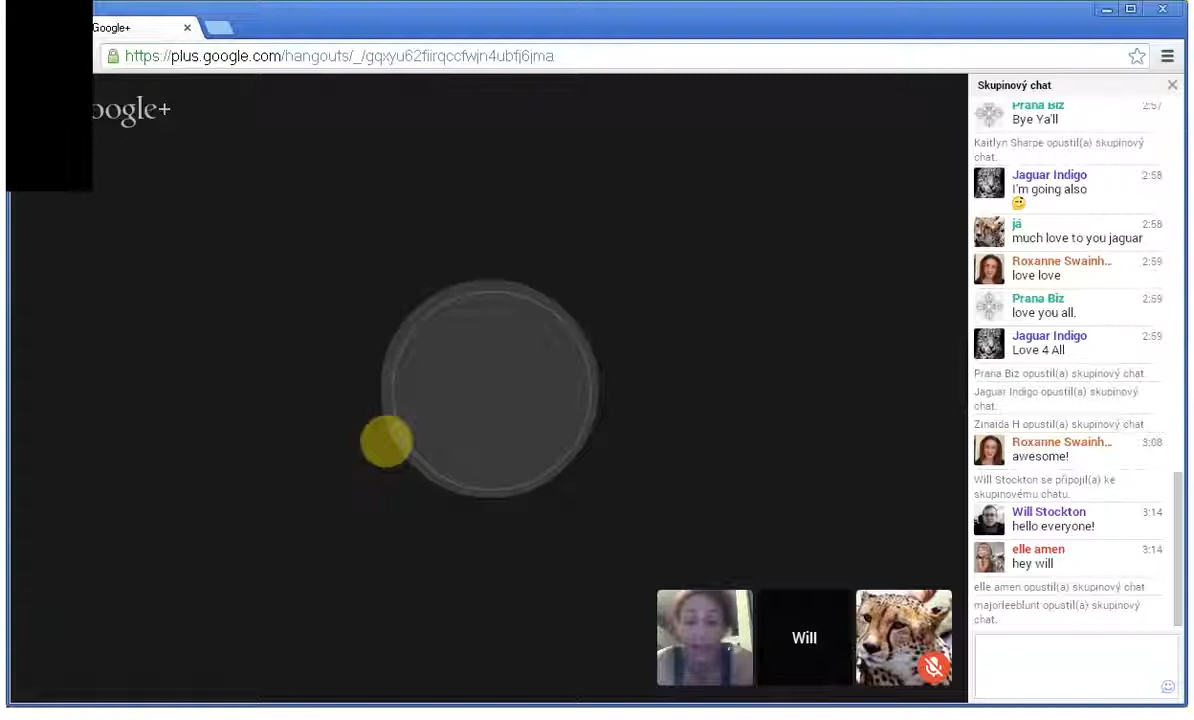 Google+
https://plus.google.com/hangouts/_/gqxyu62fiirqccfwjn4ubfj6jma
oogle+
Skupinový chat
Prana Biz 2:57
Bye Ya'll
Kaitlyn Sharpe opustil(a) skupinový
chat.
Jaguar Indigo 2:58
I'm going also
já 2:58
much love to you jaguar
Roxanne Swainh... 2:59
love love
Prana Biz 2:59
love you all,
Jaguar Indigo 2:59
Love 4 All
Prana Biz opustil(a) skupinový chat.
Jaguar Indigo opustil(a) skupinový
chat.
Zinaida H opustil(a) skupinový chat
Roxanne Swainh... 3:08
awesome!
Will Stockton se připojil(a) ke
skupinovému chatu.
Will Stockton 3:14
hello everyone!
elle amen 3:14
hey will
elle amen opustil(a) skupinový chat
majorleeblunt opustil(a) skupinový
chat.
Will